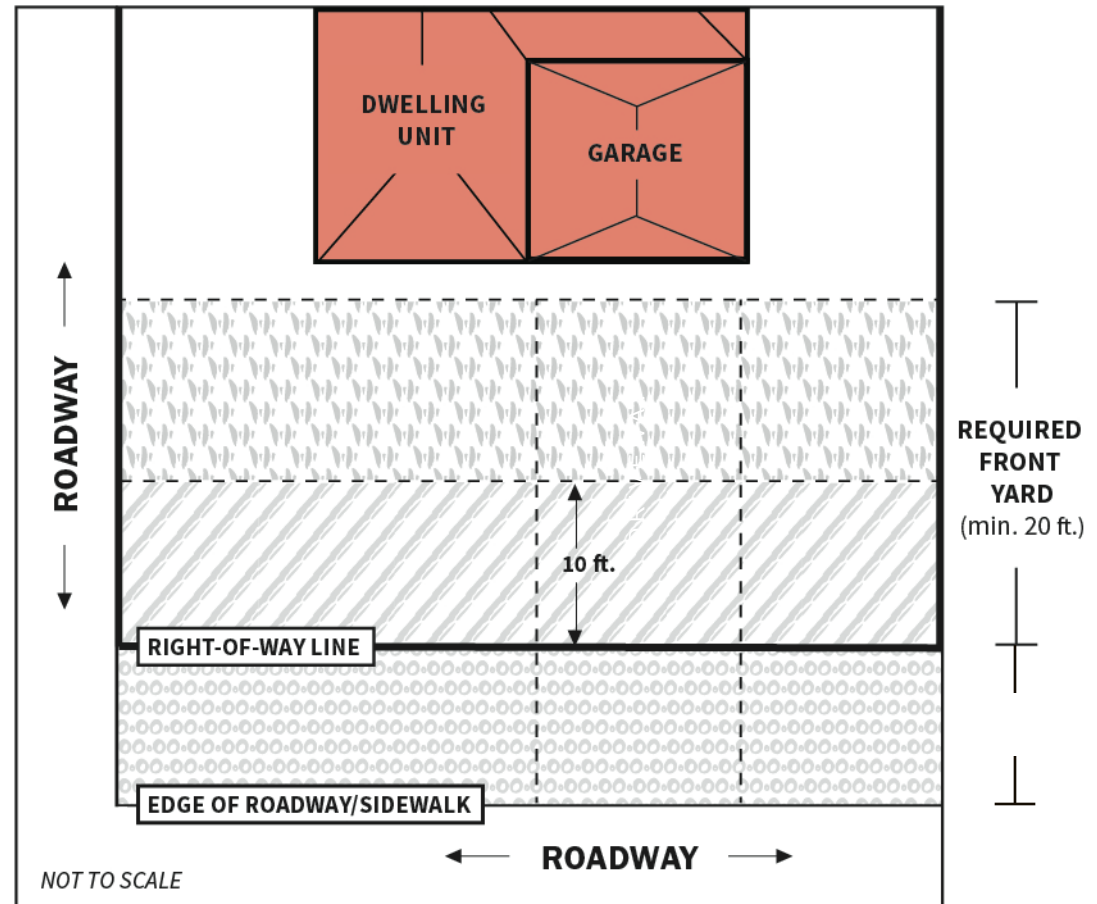 DWELLING
UNIT
GARAGE
ROADWAY
REQUIRED
FRONT
YARD
(min. 20 ft.)
10 ft.
RIGHT-OF-WAY LINE
EDGE OF ROADWAY/SIDEWALK
ROADWAY
NOT TO SCALE